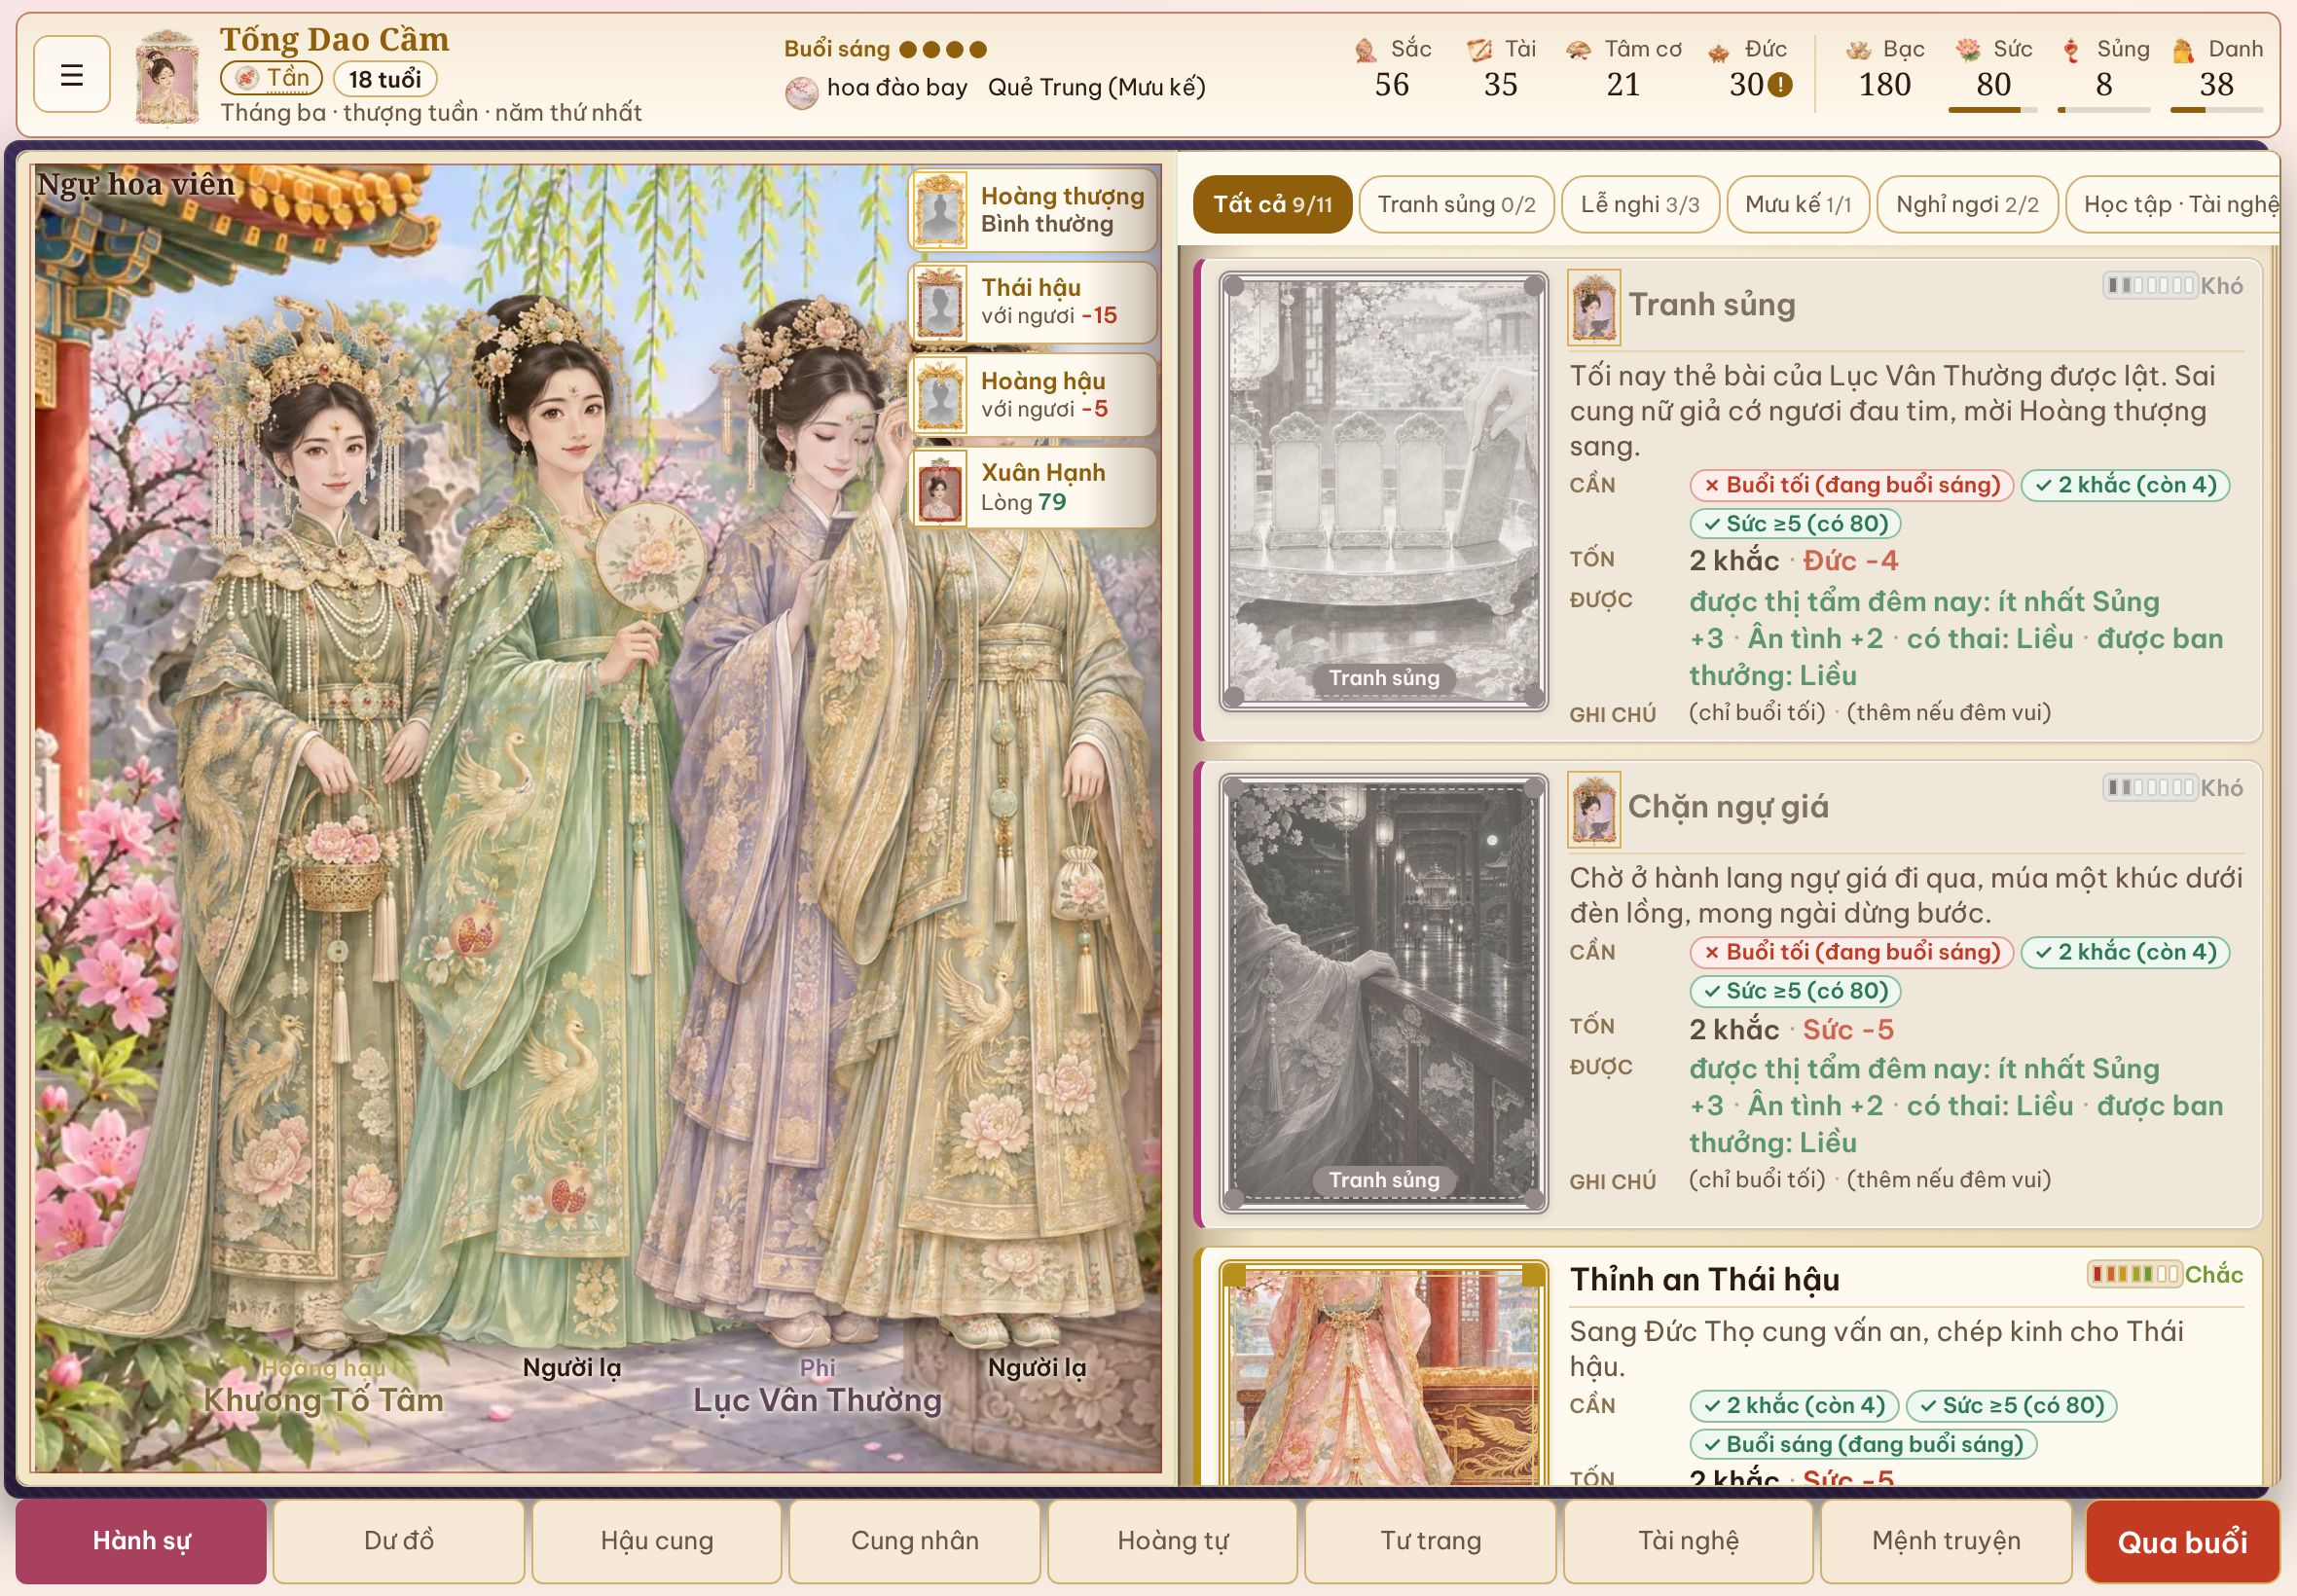 ☰
Tống Dao Cầm
Tần
18 tuổi
Tháng ba · thượng tuần · năm thứ nhất
Buổi sáng
hoa đào bay Quẻ Trung (Mưu kế)
Sắc 56
Tài 35
Tâm cơ 21
Đức 30 !
Bạc 180
Sức 80
Sủng 8
Danh 38
Ngự hoa viên
Hoàng thượng
Bình thường
Thái hậu
với ngươi -15
Hoàng hậu
với ngươi -5
Xuân Hạnh
Lòng 79
Hoàng hậu
Khương Tố Tâm
Người lạ
Phi
Lục Vân Thường
Người lạ
Tất cả 9/11
Tranh sủng 0/2
Lễ nghi 3/3
Mưu kế 1/1
Nghỉ ngơi 2/2
Học tập · Tài nghệ
Tranh sủng
Tranh sủng
Khó
Tối nay thẻ bài của Lục Vân Thường được lật. Sai
cung nữ giả cớ ngươi đau tim, mời Hoàng thượng
sang.
CẦN × Buổi tối (đang buổi sáng) ✓ 2 khắc (còn 4)
✓ Sức ≥5 (có 80)
TỐN 2 khắc · Đức -4
ĐƯỢC được thị tẩm đêm nay: ít nhất Sủng
+3 · Ân tình +2 · có thai: Liều · được ban
thưởng: Liều
GHI CHÚ (chỉ buổi tối) · (thêm nếu đêm vui)
Tranh sủng
Chặn ngự giá
Khó
Chờ ở hành lang ngự giá đi qua, múa một khúc dưới
đèn lồng, mong ngài dừng bước.
CẦN × Buổi tối (đang buổi sáng) ✓ 2 khắc (còn 4)
✓ Sức ≥5 (có 80)
TỐN 2 khắc · Sức -5
ĐƯỢC được thị tẩm đêm nay: ít nhất Sủng
+3 · Ân tình +2 · có thai: Liều · được ban
thưởng: Liều
GHI CHÚ (chỉ buổi tối) · (thêm nếu đêm vui)
Thỉnh an Thái hậu
Chắc
Sang Đức Thọ cung vấn an, chép kinh cho Thái
hậu.
CẦN ✓ 2 khắc (còn 4) ✓ Sức ≥5 (có 80)
✓ Buổi sáng (đang buổi sáng)
TỐN 2 khắc · Sức -5
Hành sự
Dư đồ
Hậu cung
Cung nhân
Hoàng tự
Tư trang
Tài nghệ
Mệnh truyện
Qua buổi